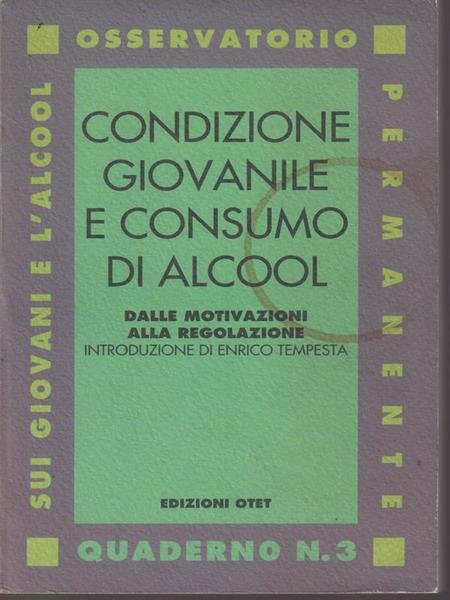 OSSERVATORIO
PERMANENTE
SUI GIOVANI E L'ALCOOL
CONDIZIONE
GIOVANILE
E CONSUMO
DI ALCOOL
DALLE MOTIVAZIONI
ALLA REGOLAZIONE
INTRODUZIONE DI ENRICO TEMPESTA
EDIZIONI OTET
QUADERNO N.3